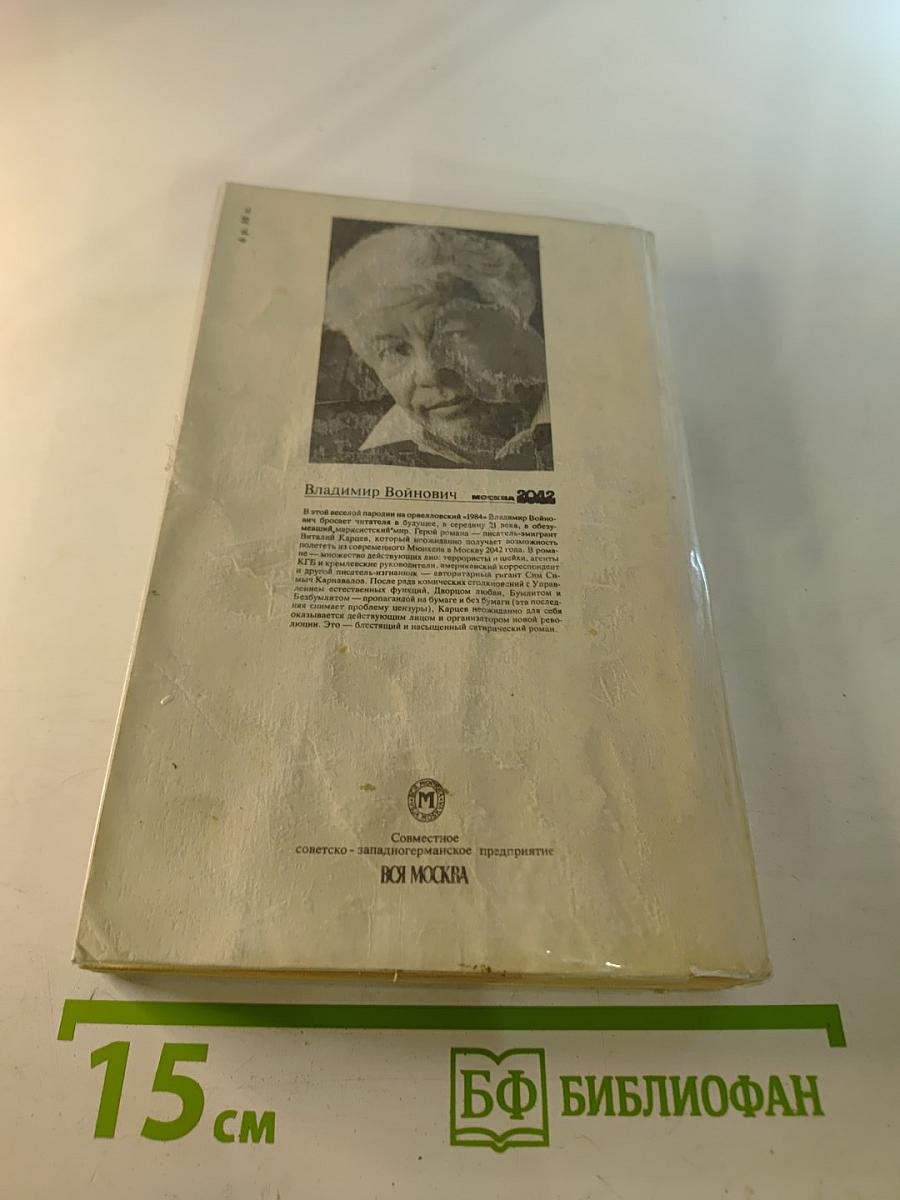 6 р. 50 к.
Владимир Войнович МОСКВА 2042
В этой веселой пародии на орвелловский «1984» Владимир Войно-
вич бросает читателя в будущее, в середину 21 века, в обезу-
мевший „марксистский" мир. Герой романа — писатель-эмигрант
Виталий Карцев, который неожиданно получает возможность
полететь из современного Мюнхена в Москву 2042 года. В рома-
не — множество действующих лиц: террористы и шейхи, агенты
КГБ и кремлевские руководители, американский корреспондент
и другой писатель-изгнанник — авторитарный гигант Сим Си-
мыч Карнавалов. После ряда комических столкновений с Управ-
лением естественных функций, Дворцом любви, Бумлитом и
Безбумлитом — пропагандой на бумаге и без бумаги (эта послед-
няя снимает проблему цензуры), Карцев неожиданно для себя
оказывается действующим лицом и организатором новой рево-
люции. Это — блестящий и насыщенный сатирический роман.
М
Совместное
советско-западногерманское предприятие
ВСЯ МОСКВА
15 см
БФ БИБЛИОФАН